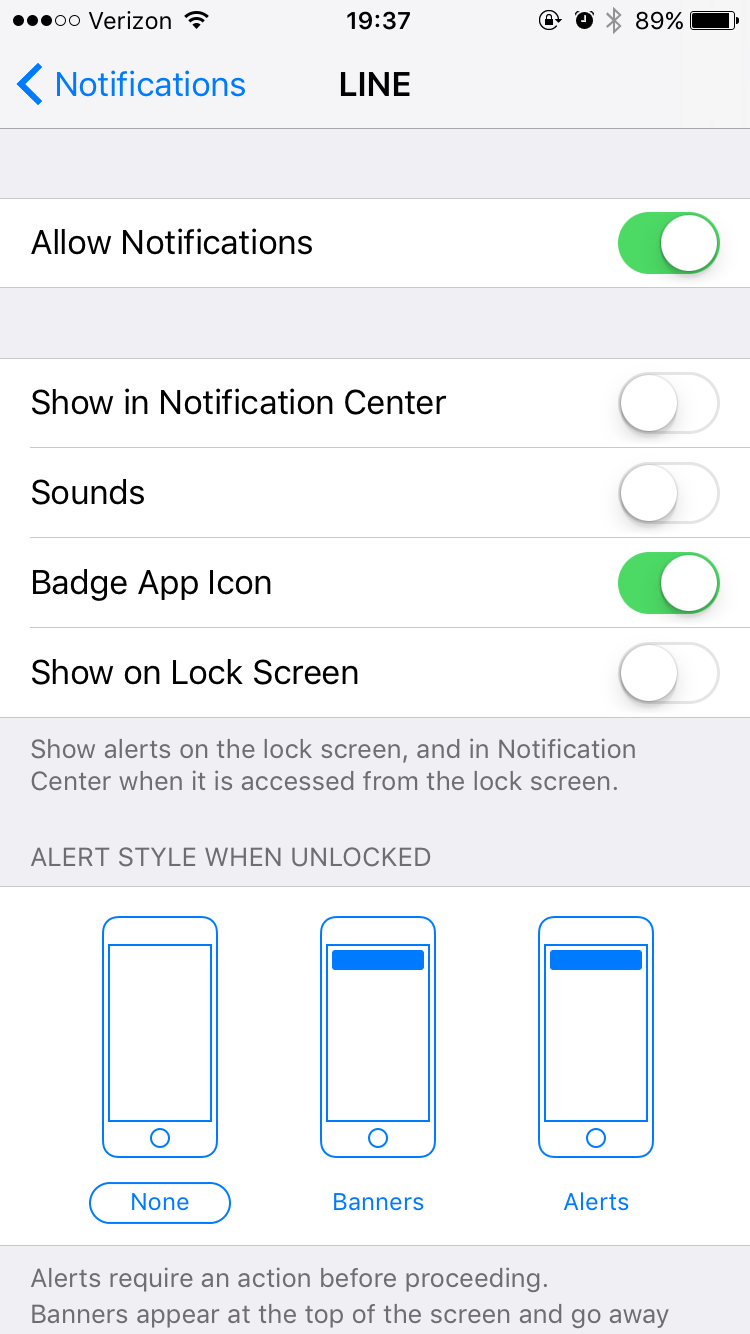 Verizon 19:37 89%
Notifications LINE
Allow Notifications
Show in Notification Center
Sounds
Badge App Icon
Show on Lock Screen
Show alerts on the lock screen, and in Notification
Center when it is accessed from the lock screen.
ALERT STYLE WHEN UNLOCKED
None Banners Alerts
Alerts require an action before proceeding.
Banners appear at the top of the screen and go away